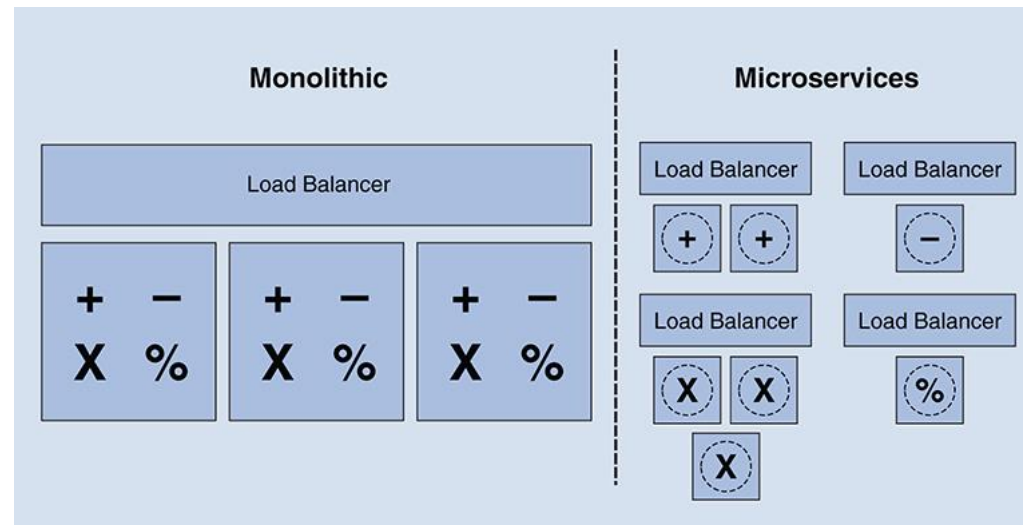 Monolithic
Load Balancer
+ − + − + −
X % X % X %
Microservices
Load Balancer Load Balancer
+ + −
Load Balancer Load Balancer
X X %
X